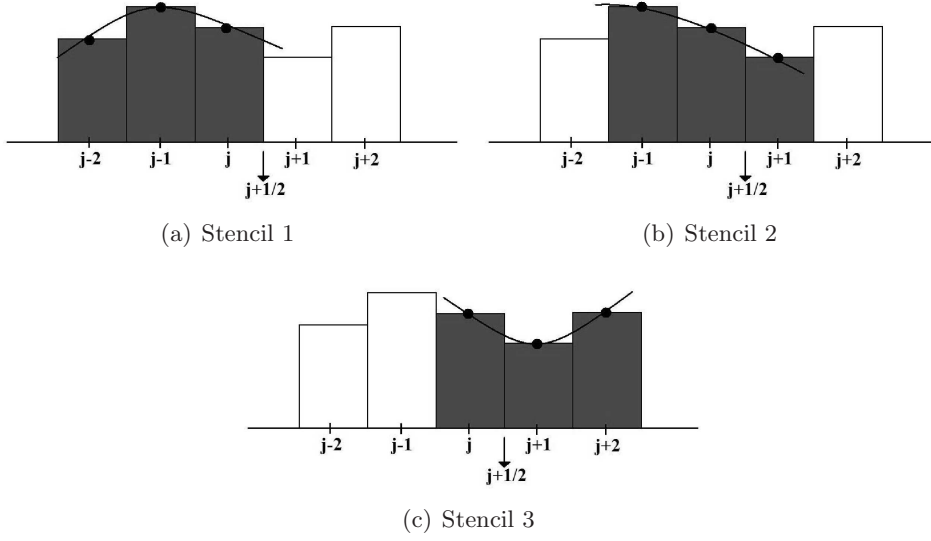 j-2 j-1 j j+1 j+2
j+1/2
(a) Stencil 1
j-2 j-1 j j+1 j+2
j+1/2
(b) Stencil 2
j-2 j-1 j j+1 j+2
j+1/2
(c) Stencil 3